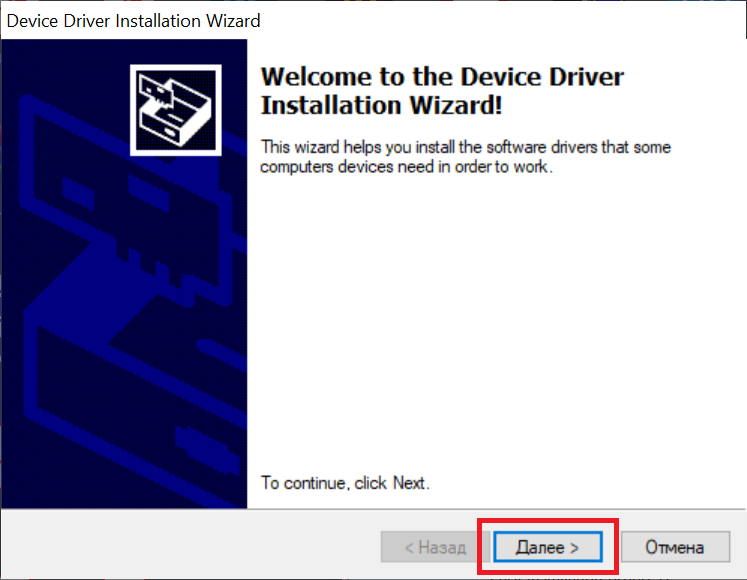 Device Driver Installation Wizard
Welcome to the Device Driver
Installation Wizard!
This wizard helps you install the software drivers that some
computers devices need in order to work.
To continue, click Next.
< Назад
Далее >
Отмена